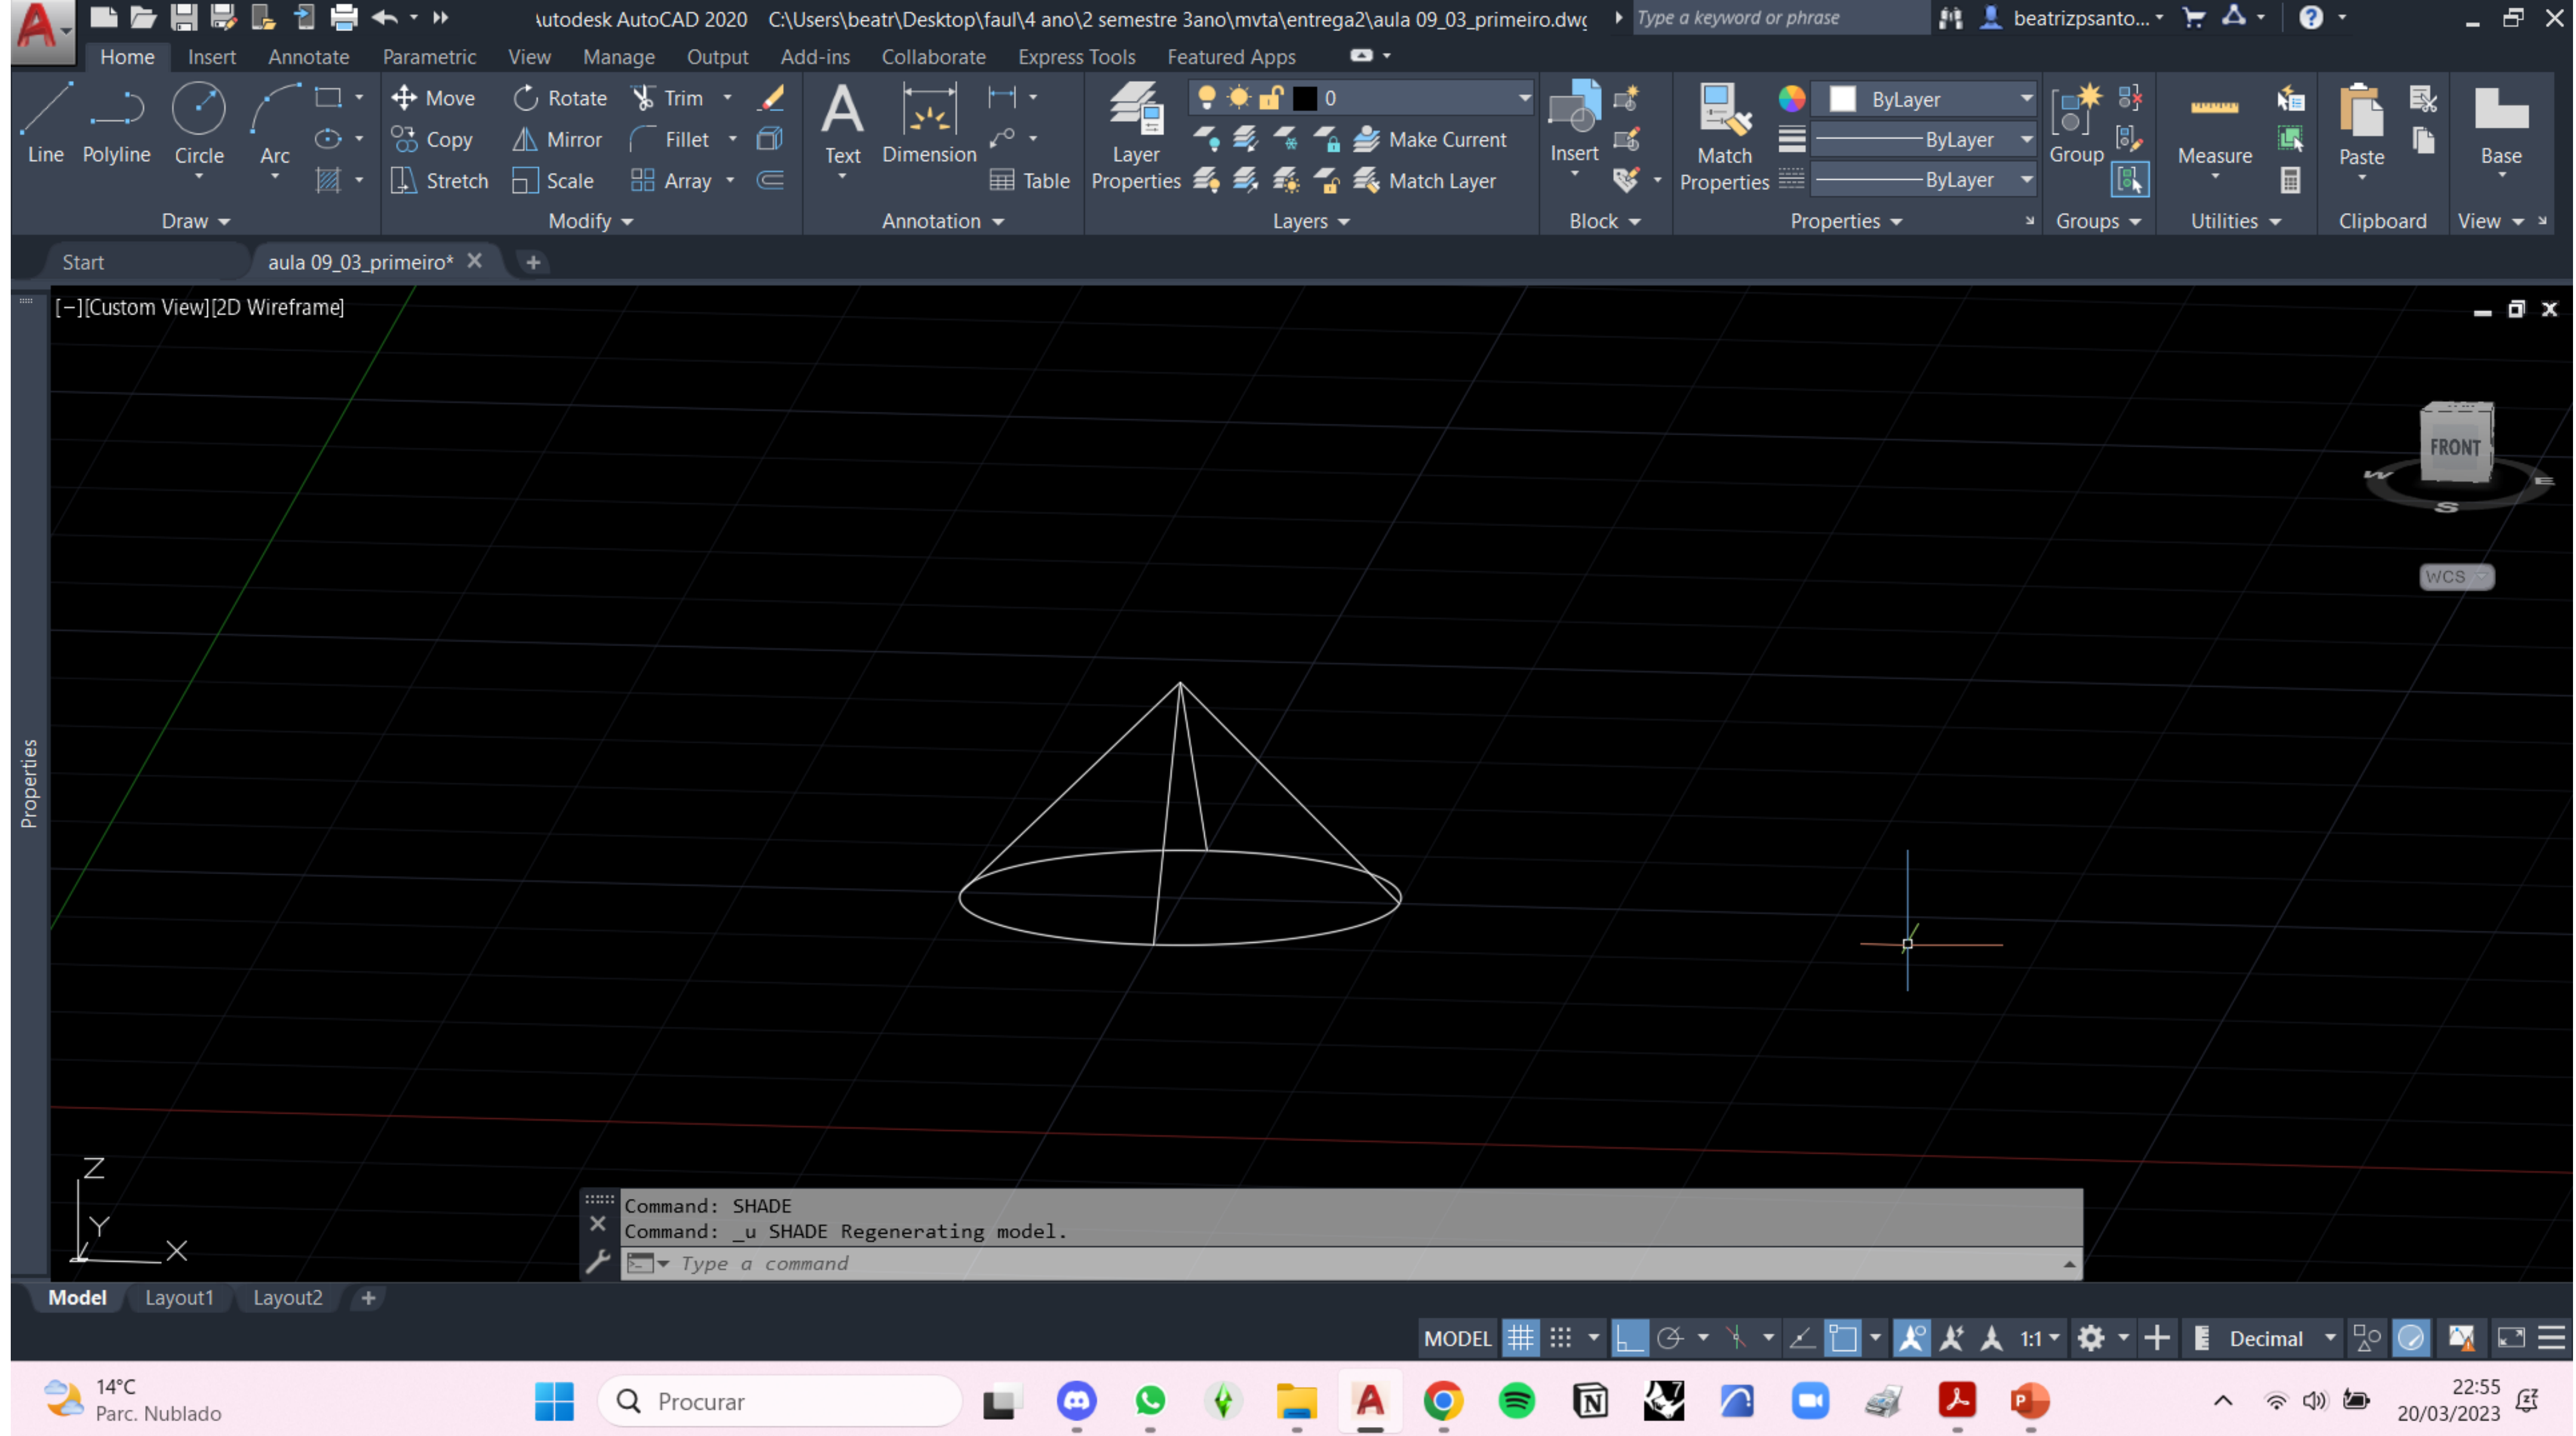 \utodesk AutoCAD 2020 C:\Users\beatr\Desktop\faul\4 ano\2 semestre 3ano\mvta\entrega2\aula 09_03_primeiro.dwg Type a keyword or phrase beatrizpsanto...
Home Insert Annotate Parametric View Manage Output Add-ins Collaborate Express Tools Featured Apps
Line Polyline Circle Arc
Draw
Move Rotate Trim
Copy Mirror Fillet
Stretch Scale Array
Modify
Text Dimension Table
Annotation
Layer Properties
0
Make Current
Match Layer
Layers
Insert
Block
Match Properties
ByLayer
ByLayer
ByLayer
Properties
Group
Groups
Measure
Utilities
Paste
Clipboard
Base
View
Start aula 09_03_primeiro*
[−][Custom View][2D Wireframe]
FRONT
W E
S
WCS
Properties
Z
Y
X
Command: SHADE
Command: _u SHADE Regenerating model.
Type a command
Model Layout1 Layout2
MODEL 1:1 Decimal
14°C
Parc. Nublado
Procurar
22:55
20/03/2023